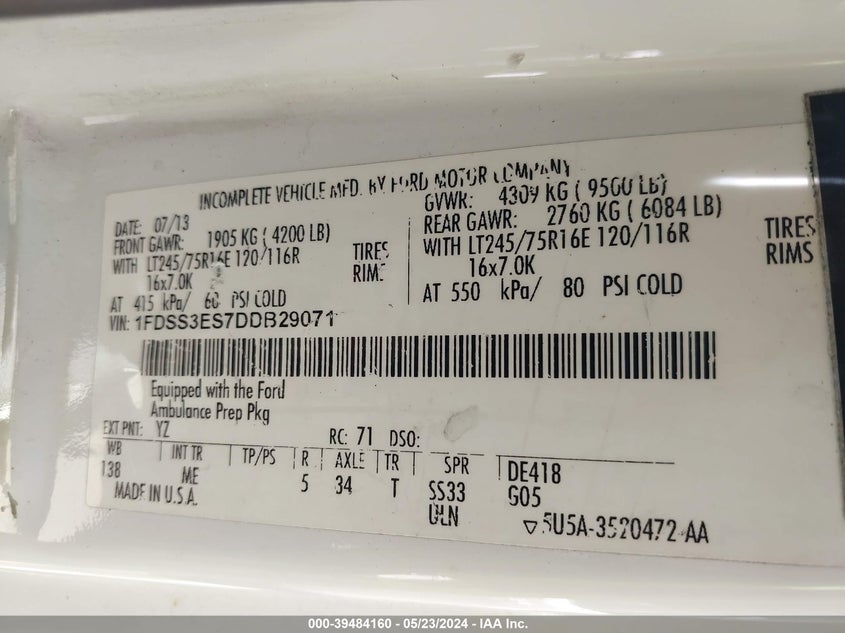 INCOMPLETE VEHICLE MFD. BY FORD MOTOR COMPANY
DATE: 07/13 GVWR: 4309 KG ( 9500 LB)
FRONT GAWR: 1905 KG ( 4200 LB) REAR GAWR: 2760 KG ( 6084 LB)
WITH LT245/75R16E 120/116R TIRES WITH LT245/75R16E 120/116R TIRES
16x7.0K RIMS 16x7.0K RIMS
AT 415 kPa/ 60 PSI COLD AT 550 kPa/ 80 PSI COLD
VIN: 1FDSS3ES7DDB29071
Equipped with the Ford
Ambulance Prep Pkg
EXT PNT: YZ RC: 71 DSO:
WB INT TR TP/PS R AXLE TR SPR DE418
138 ME 5 34 T SS33 G05
MADE IN U.S.A. ULN
▽5U5A-3520472-AA
000-39484160 - 05/23/2024 - IAA Inc.